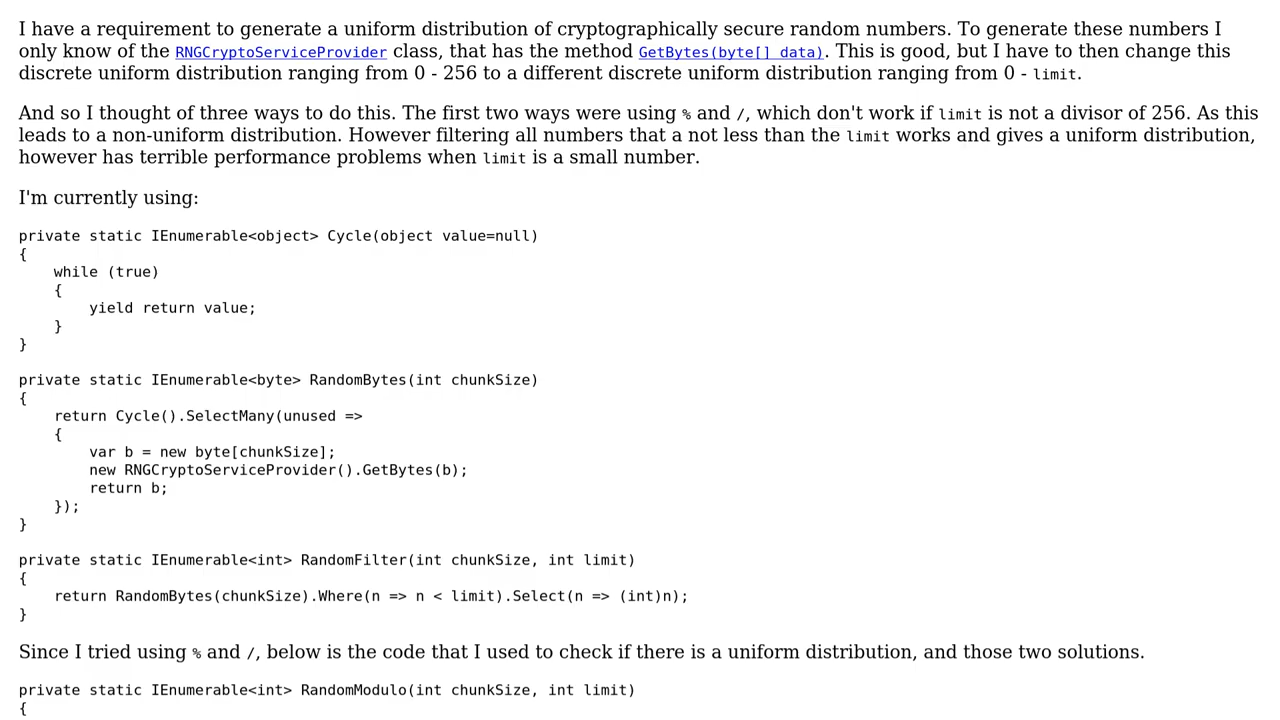 I have a requirement to generate a uniform distribution of cryptographically secure random numbers. To generate these numbers I
only know of the RNGCryptoServiceProvider class, that has the method GetBytes(byte[] data). This is good, but I have to then change this
discrete uniform distribution ranging from 0 - 256 to a different discrete uniform distribution ranging from 0 - limit.
And so I thought of three ways to do this. The first two ways were using % and /, which don't work if limit is not a divisor of 256. As this
leads to a non-uniform distribution. However filtering all numbers that a not less than the limit works and gives a uniform distribution,
however has terrible performance problems when limit is a small number.
I'm currently using:
private static IEnumerable<object> Cycle(object value=null)
{
    while (true)
    {
        yield return value;
    }
}
private static IEnumerable<byte> RandomBytes(int chunkSize)
{
    return Cycle().SelectMany(unused =>
    {
        var b = new byte[chunkSize];
        new RNGCryptoServiceProvider().GetBytes(b);
        return b;
    });
}
private static IEnumerable<int> RandomFilter(int chunkSize, int limit)
{
    return RandomBytes(chunkSize).Where(n => n < limit).Select(n => (int)n);
}
Since I tried using % and /, below is the code that I used to check if there is a uniform distribution, and those two solutions.
private static IEnumerable<int> RandomModulo(int chunkSize, int limit)
{